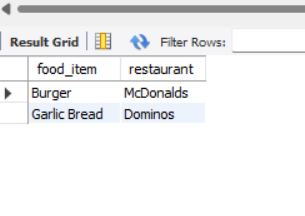 Result Grid Filter Rows:
food_item restaurant
Burger McDonalds
Garlic Bread Dominos